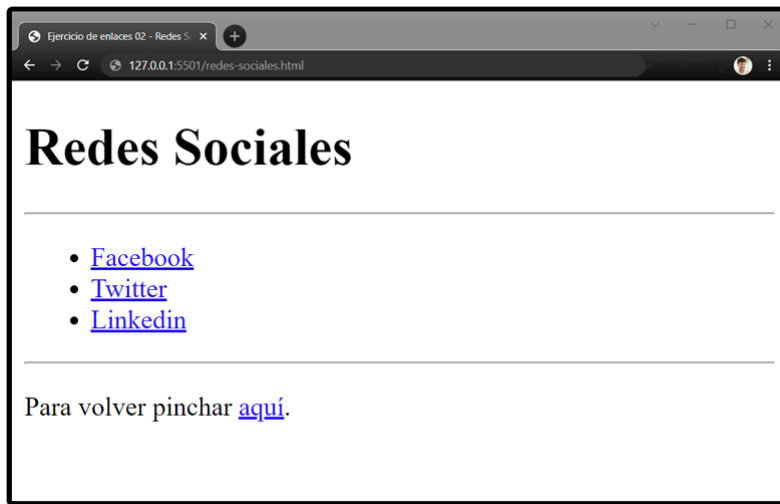 Ejercicio de enlaces 02 - Redes S
127.0.0.1:5501/redes-sociales.html
Redes Sociales
Facebook
Twitter
Linkedin
Para volver pinchar aquí.